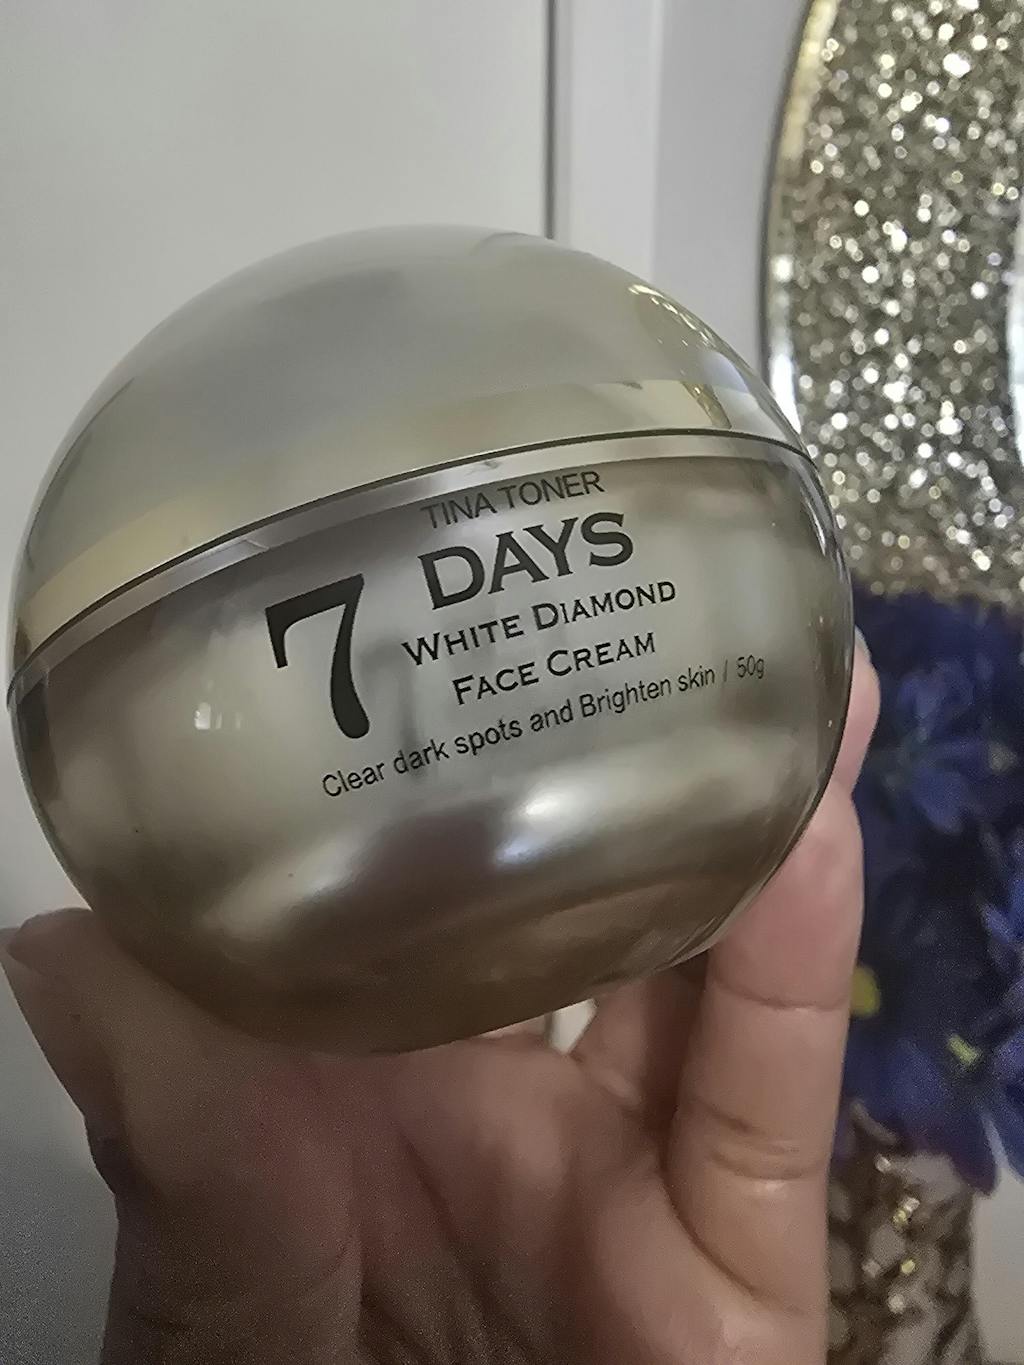 TINA TONER
7 DAYS
WHITE DIAMOND
FACE CREAM
Clear dark spots and Brighten skin / 50g